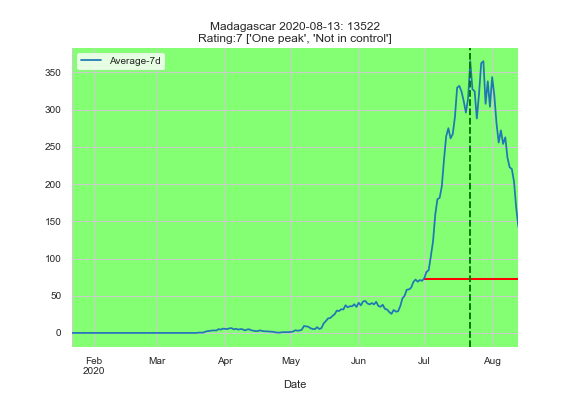 Madagascar 2020-08-13: 13522
Rating:7 ['One peak', 'Not in control']
Average-7d
350
300
250
200
150
100
50
0
Feb
2020
Mar
Apr
May
Jun
Jul
Aug
Date